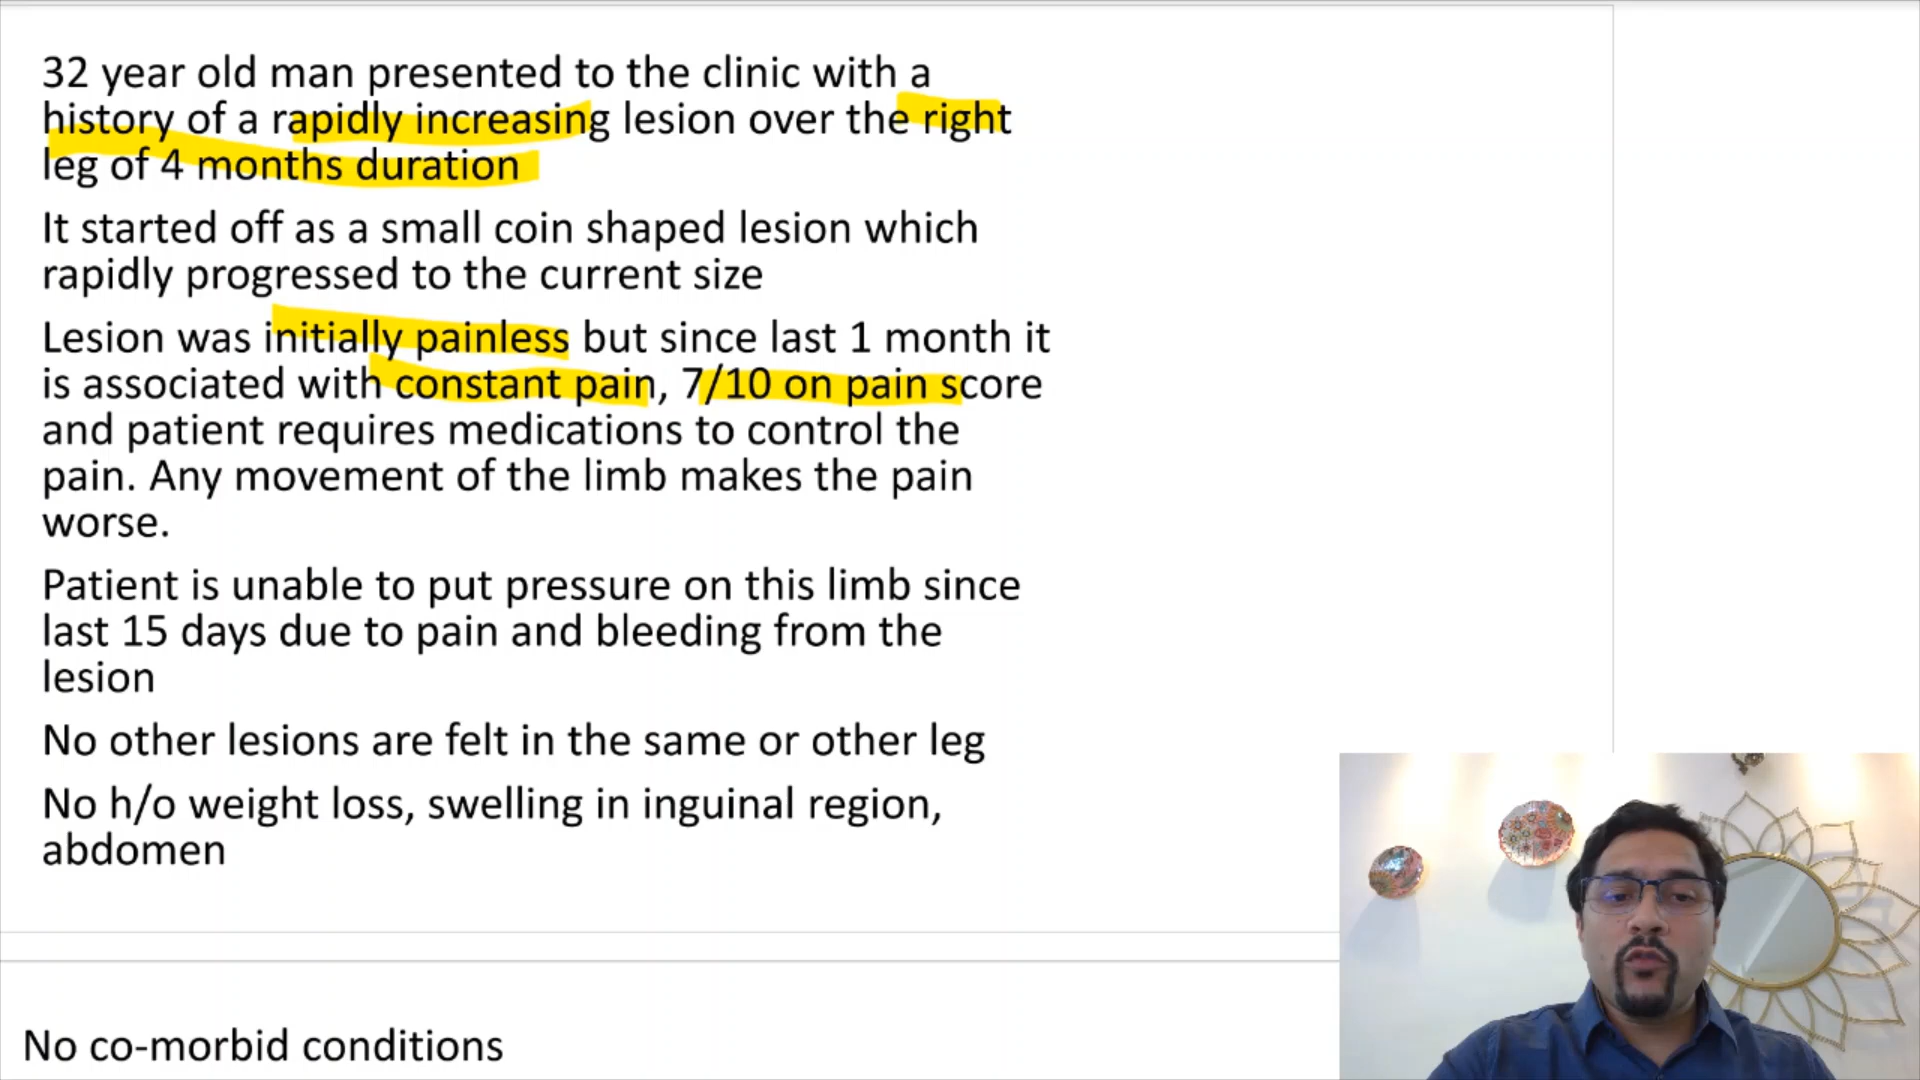 32 year old man presented to the clinic with a
history of a rapidly increasing lesion over the right
leg of 4 months duration
It started off as a small coin shaped lesion which
rapidly progressed to the current size
Lesion was initially painless but since last 1 month it
is associated with constant pain, 7/10 on pain score
and patient requires medications to control the
pain. Any movement of the limb makes the pain
worse.
Patient is unable to put pressure on this limb since
last 15 days due to pain and bleeding from the
lesion
No other lesions are felt in the same or other leg
No h/o weight loss, swelling in inguinal region,
abdomen
No co-morbid conditions